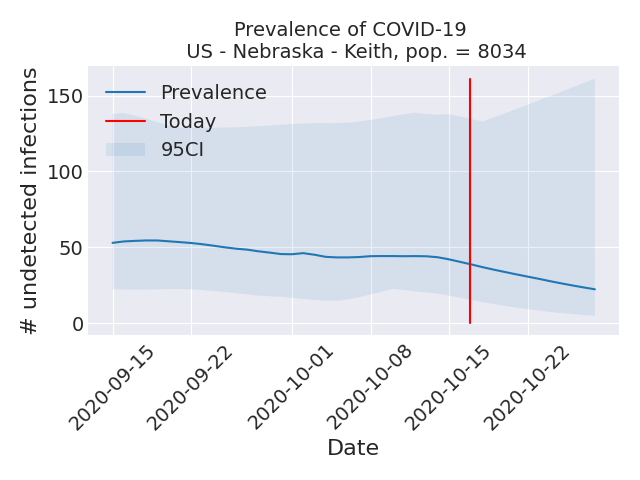 Prevalence of COVID-19
US - Nebraska - Keith, pop. = 8034
# undetected infections
150
100
50
0
Prevalence
Today
95CI
2020-09-15
2020-09-22
2020-10-01
2020-10-08
2020-10-15
2020-10-22
Date